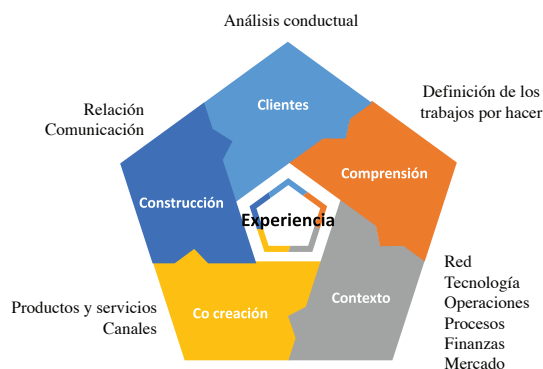 Análisis conductual
Clientes
Definición de los
trabajos por hacer
Comprensión
Relación
Comunicación
Construcción
Experiencia
Red
Tecnología
Operaciones
Procesos
Finanzas
Mercado
Contexto
Productos y servicios
Canales
Co creación